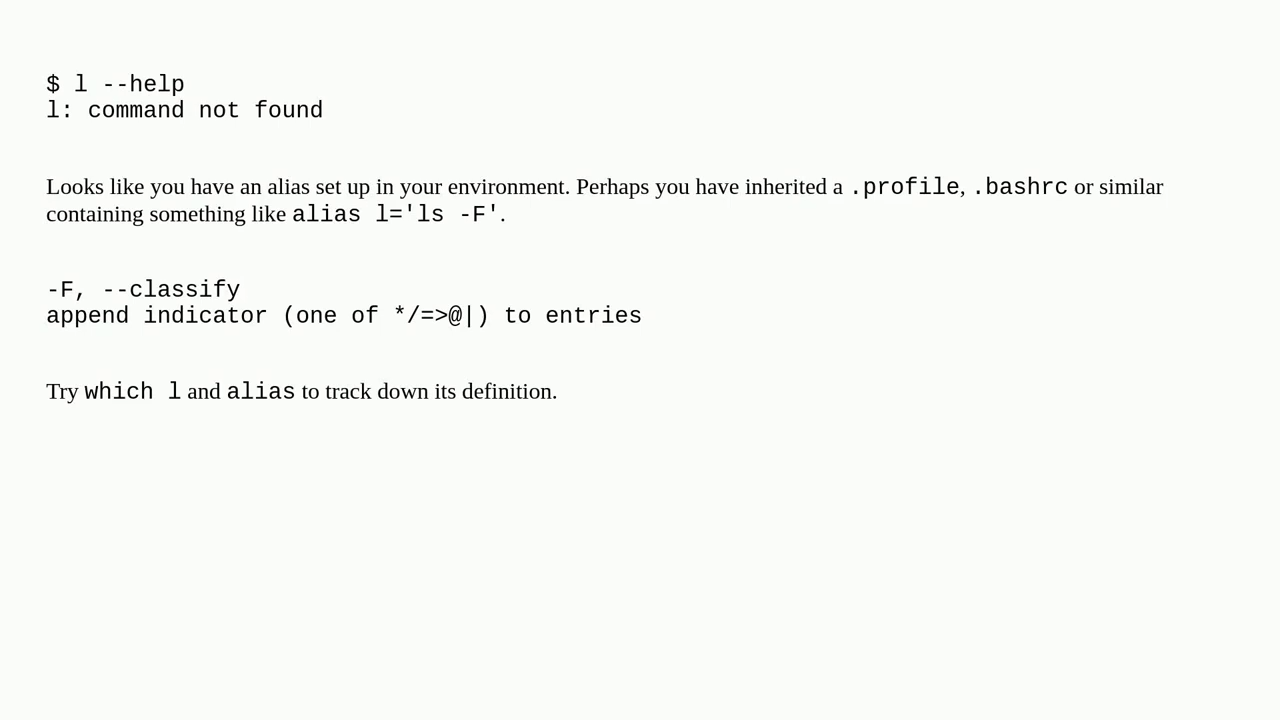 $ l --help
l: command not found
Looks like you have an alias set up in your environment. Perhaps you have inherited a .profile, .bashrc or similar
containing something like alias l='ls -F'.
-F, --classify
append indicator (one of */=>@|) to entries
Try which l and alias to track down its definition.